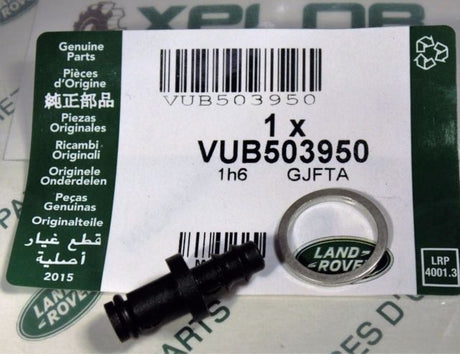 Genuine
Parts
Pièces
d'Origine
純正部品
Piezas
Originales
Ricambi
Originali
Originele
Onderdelen
Peças
Genuinas
Originalteile
قطع غيار
أصلية
2015
VUB503950
1 x
VUB503950
1h6 GJFTA
LAND
ROVER
LRP
4001.3
LAND
ROVER
PARTS